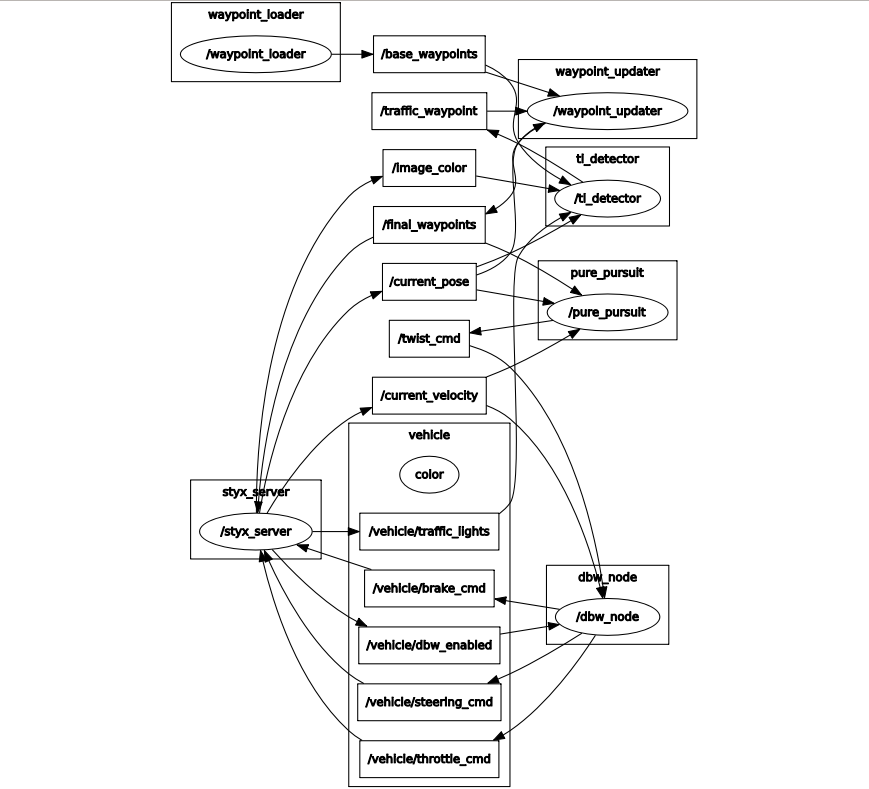 waypoint_loader
/waypoint_loader
/base_waypoints
waypoint_updater
/traffic_waypoint
/waypoint_updater
tl_detector
/image_color
/tl_detector
/final_waypoints
pure_pursuit
/current_pose
/pure_pursuit
/twist_cmd
/current_velocity
vehicle
color
styx_server
/styx_server
/vehicle/traffic_lights
dbw_node
/vehicle/brake_cmd
/dbw_node
/vehicle/dbw_enabled
/vehicle/steering_cmd
/vehicle/throttle_cmd